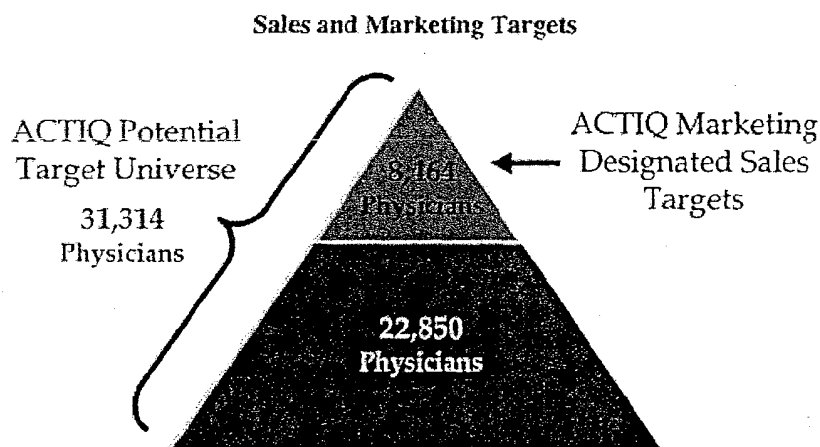 Sales and Marketing Targets
ACTIQ Potential
Target Universe
31,314
Physicians
8,464
Physicians
ACTIQ Marketing
Designated Sales
Targets
22,850
Physicians